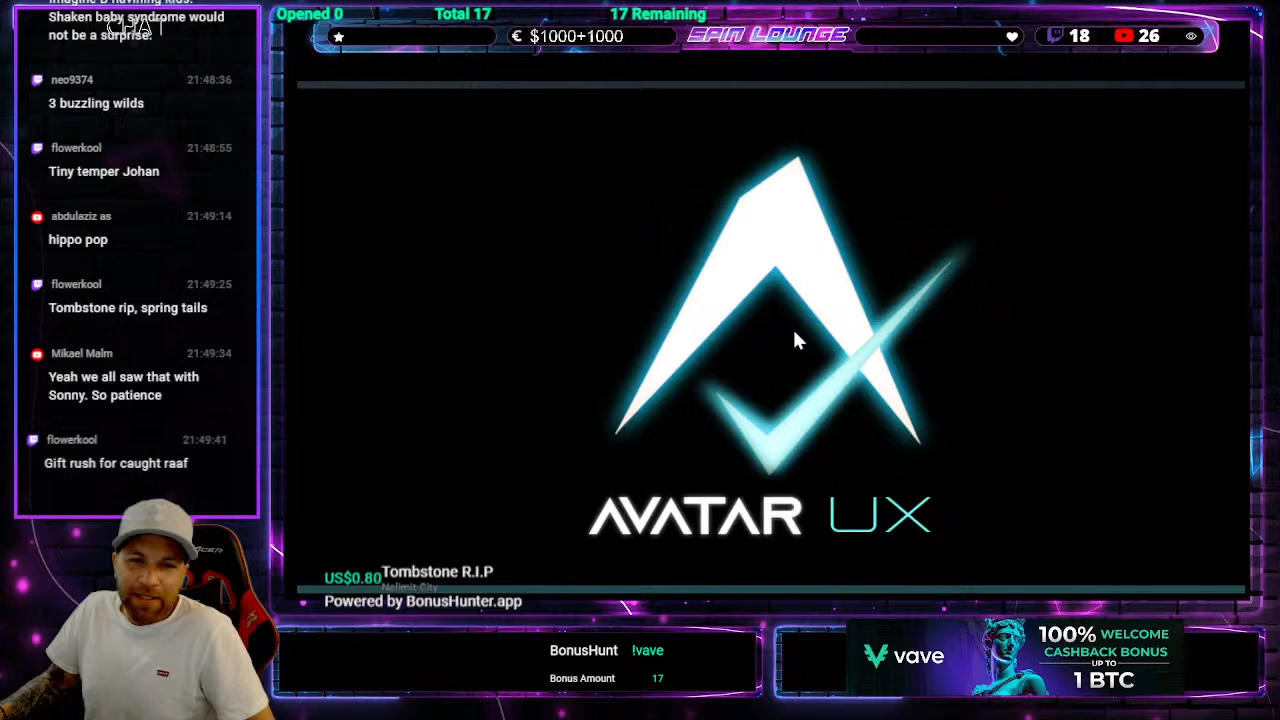 Shaken baby syndrome would
not be a surprise.
neo9374 21:48:36
3 buzzling wilds
flowerkool 21:48:55
Tiny temper Johan
abdulaziz as 21:49:14
hippo pop
flowerkool 21:49:25
Tombstone rip, spring tails
Mikael Malm 21:49:34
Yeah we all saw that with
Sonny. So patience
flowerkool 21:49:41
Gift rush for caught raaf
Opened 0 Total 17 17 Remaining
€ $1000+1000 SPIN LOUNGE 18 26
AVATAR UX
US$0.80 Tombstone R.I.P
Nolimit City
Powered by BonusHunter.app
ACER
BonusHunt !vave
Bonus Amount 17
vave
100% WELCOME
CASHBACK BONUS
UP TO
1 BTC